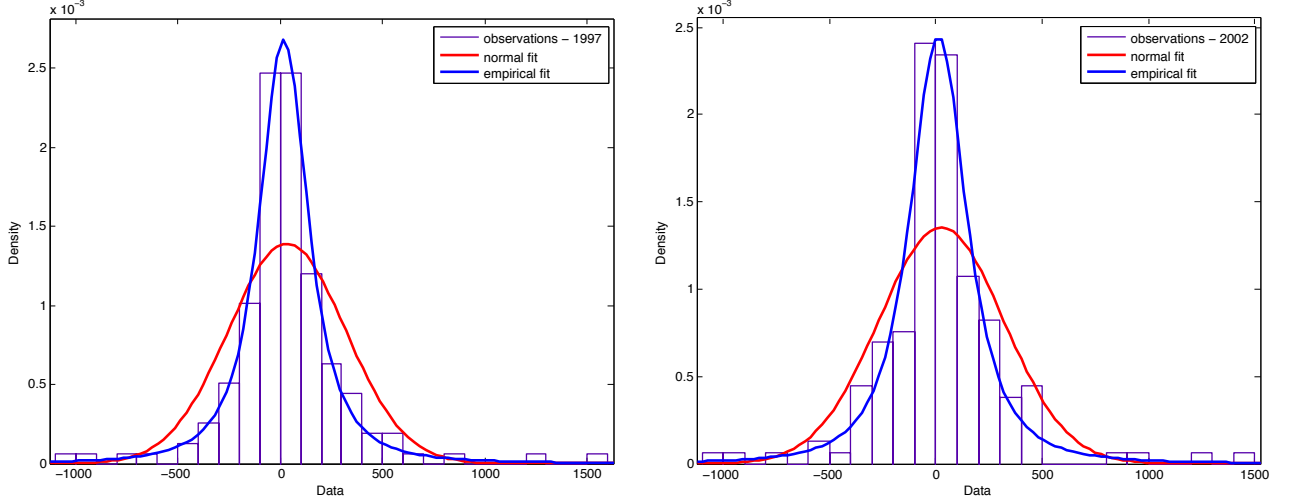 x 10⁻³
observations − 1997
normal fit
empirical fit
2.5
2
1.5
1
0.5
0
Density
−1000 −500 0 500 1000 1500
Data
x 10⁻³
observations − 2002
normal fit
empirical fit
2.5
2
1.5
1
0.5
0
Density
−1000 −500 0 500 1000 1500
Data